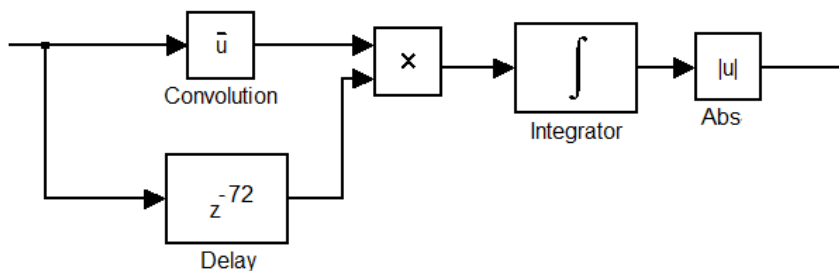 ū
Convolution
×
∫
Integrator
|u|
Abs
z^-72
Delay